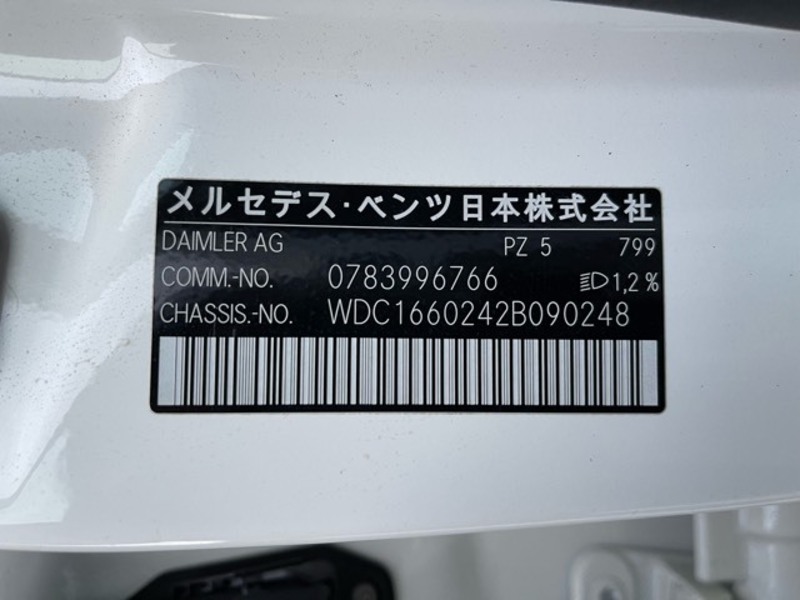 メルセデス・ベンツ日本株式会社
DAIMLER AG PZ 5 799
COMM.-NO. 0783996766 1,2 %
CHASSIS.-NO. WDC1660242B090248